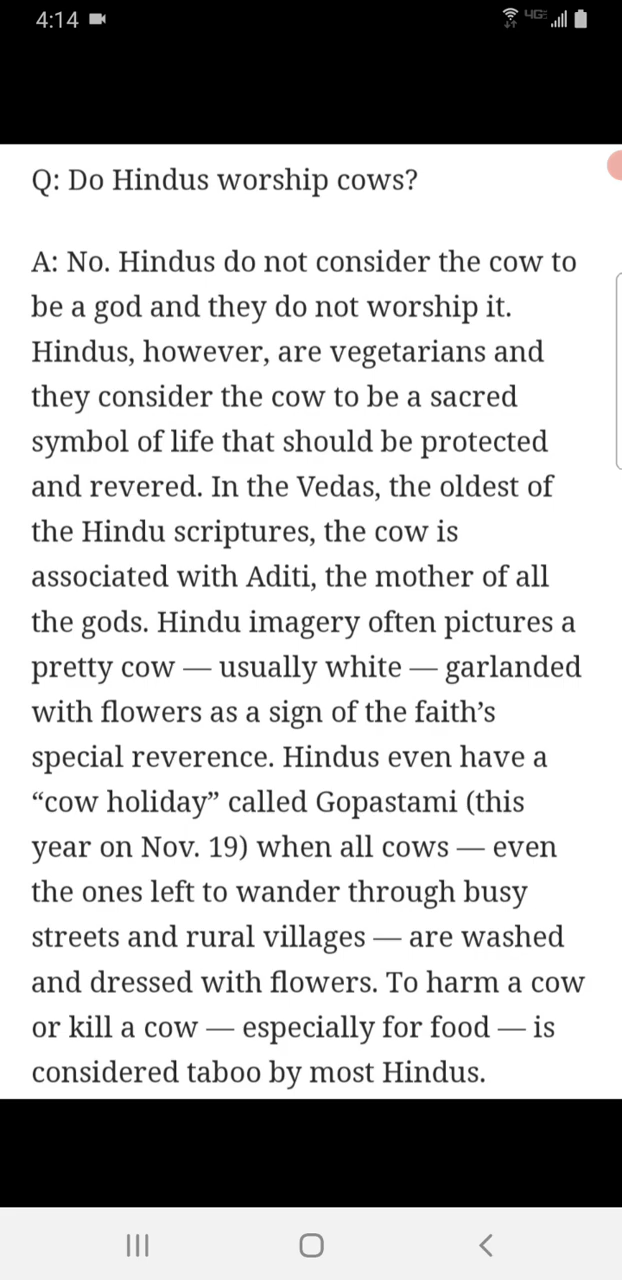 4:14
4GE
Q: Do Hindus worship cows?
A: No. Hindus do not consider the cow to
be a god and they do not worship it.
Hindus, however, are vegetarians and
they consider the cow to be a sacred
symbol of life that should be protected
and revered. In the Vedas, the oldest of
the Hindu scriptures, the cow is
associated with Aditi, the mother of all
the gods. Hindu imagery often pictures a
pretty cow — usually white — garlanded
with flowers as a sign of the faith’s
special reverence. Hindus even have a
“cow holiday” called Gopastami (this
year on Nov. 19) when all cows — even
the ones left to wander through busy
streets and rural villages — are washed
and dressed with flowers. To harm a cow
or kill a cow — especially for food — is
considered taboo by most Hindus.